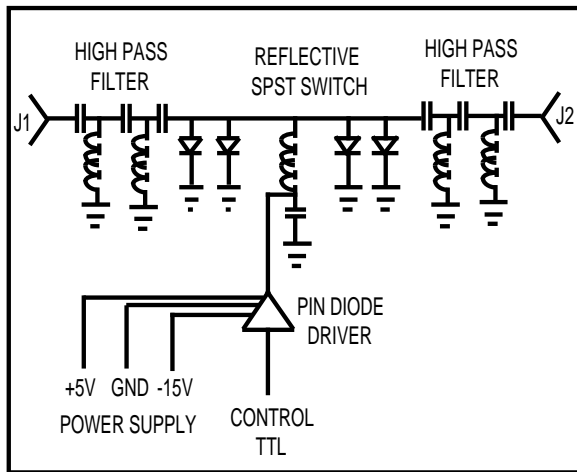 HIGH PASS
FILTER
REFLECTIVE
SPST SWITCH
HIGH PASS
FILTER
J1
J2
PIN DIODE
DRIVER
+5V GND -15V
POWER SUPPLY
CONTROL
TTL